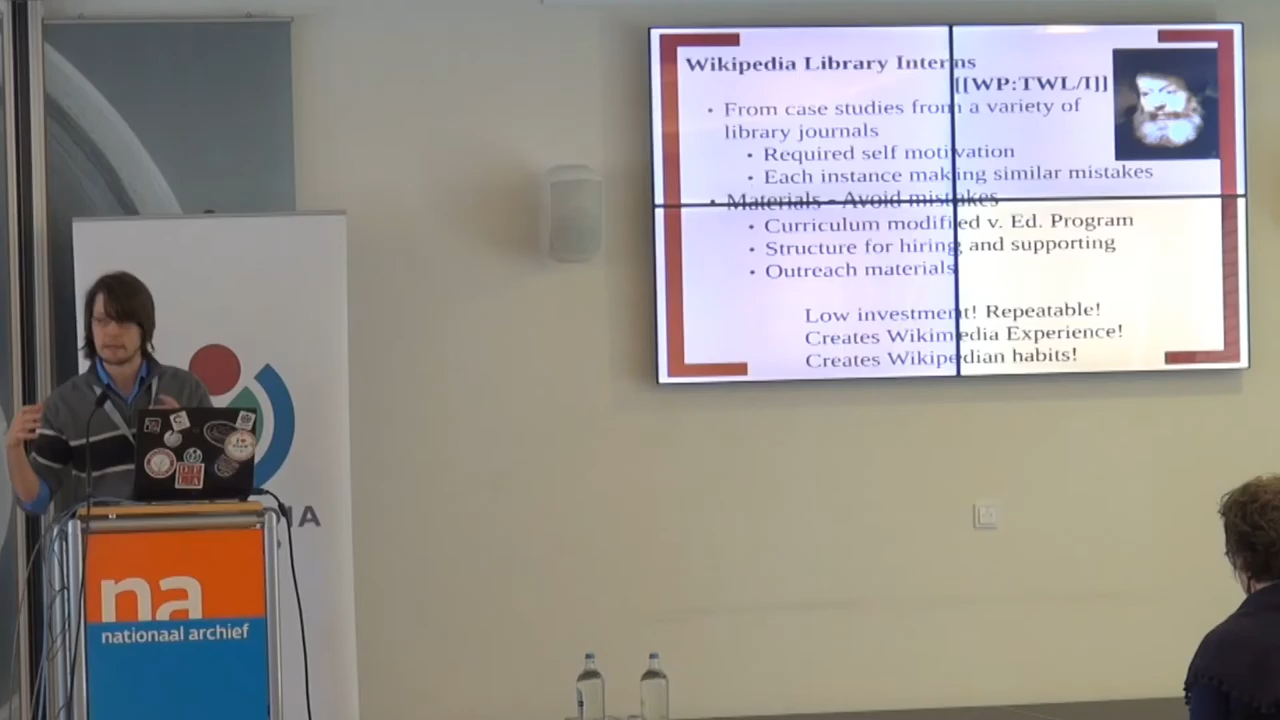 Wikipedia Library Interns
[[WP:TWL/I]]
• From case studies from a variety of
library journals
• Required self motivation
• Each instance making similar mistakes
• Materials - Avoid mistakes
• Curriculum modified v. Ed. Program
• Structure for hiring and supporting
• Outreach materials
Low investment! Repeatable!
Creates Wikimedia Experience!
Creates Wikipedian habits!
IA
na
nationaal archief